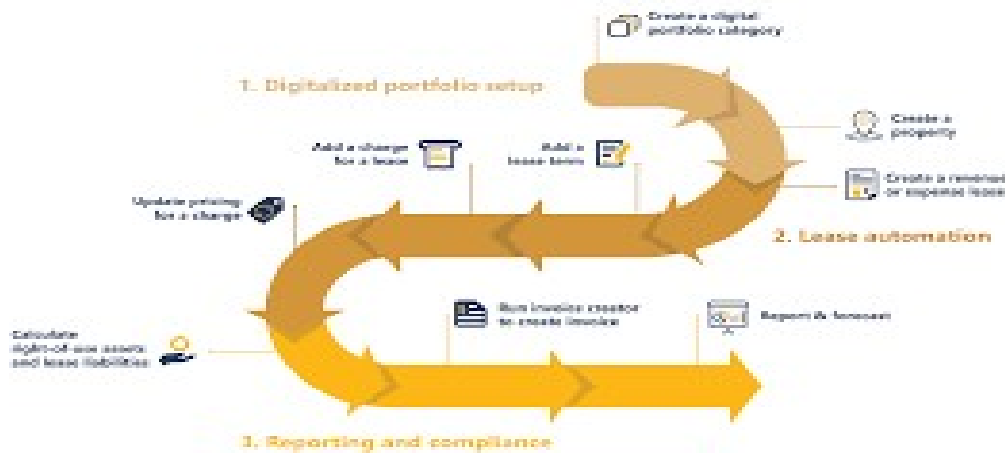 Create a digital
portfolio category
1. Digitalized portfolio setup
Create a
property
Create a revenue
or expense lease
2. Lease automation
Add a
lease term
Add a charge
for a lease
Update pricing
for a charge
Calculate
right-of-use assets
and lease liabilities
Run invoice creator
to create invoice
Report & forecast
3. Reporting and compliance